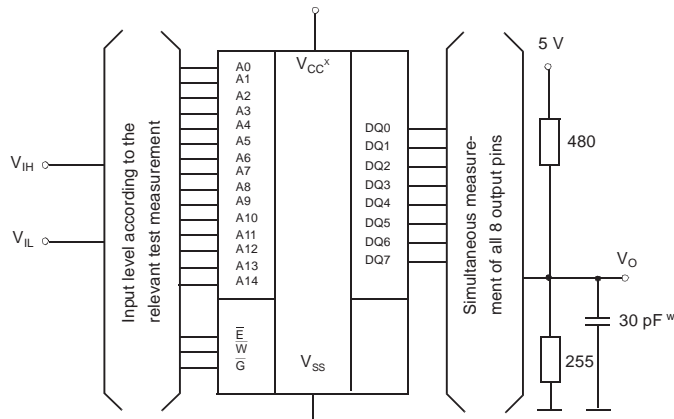 5 V
V_CC^x
A0
A1
A2
A3
A4
A5
A6
A7
A8
A9
A10
A11
A12
A13
A14
E̅
W̅
G̅
V_SS
DQ0
DQ1
DQ2
DQ3
DQ4
DQ5
DQ6
DQ7
V_IH
V_IL
Input level according to the
relevant test measurement
Simultaneous measure-
ment of all 8 output pins
480
V_O
30 pF ^w
255